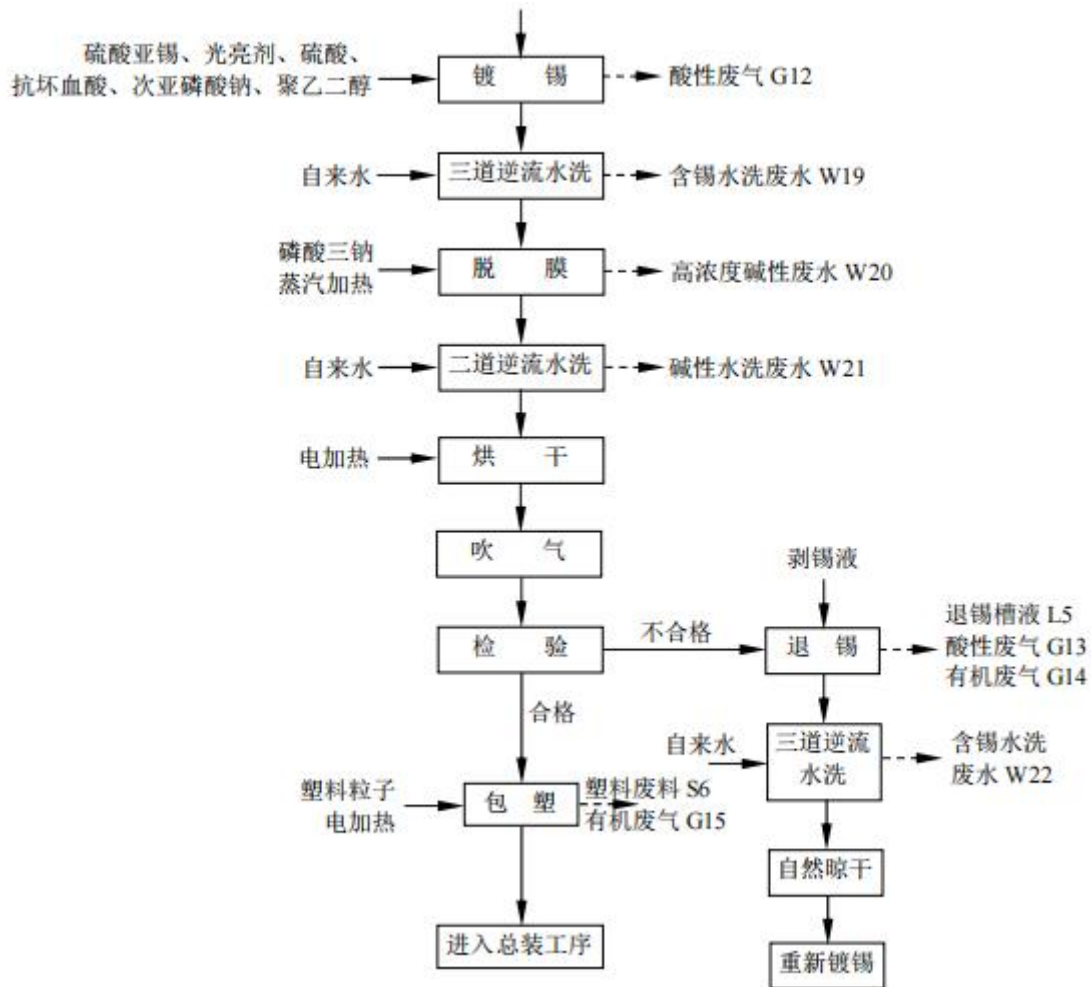 硫酸亚锡、光亮剂、硫酸、
抗坏血酸、次亚磷酸钠、聚乙二醇
镀 锡
酸性废气 G12
自来水
三道逆流水洗
含锡水洗废水 W19
磷酸三钠
蒸汽加热
脱 膜
高浓度碱性废水 W20
自来水
二道逆流水洗
碱性水洗废水 W21
电加热
烘 干
吹 气
剥锡液
检 验
不合格
退 锡
退锡槽液 L5
酸性废气 G13
有机废气 G14
合格
自来水
三道逆流
水洗
含锡水洗
废水 W22
塑料粒子
电加热
包 塑
塑料废料 S6
有机废气 G15
自然晾干
进入总装工序
重新镀锡